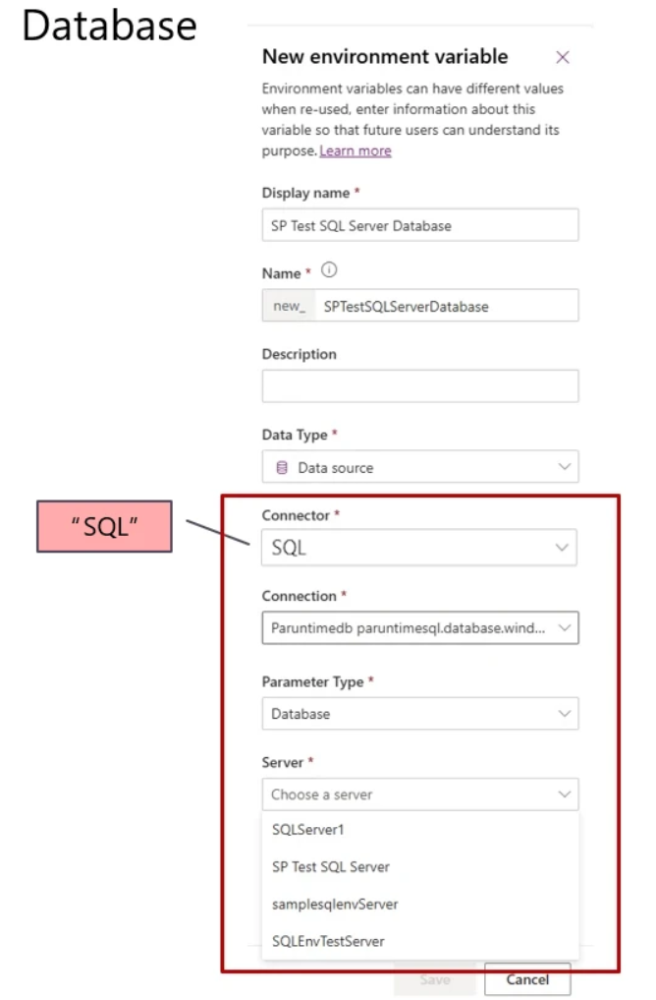 Database
New environment variable
Environment variables can have different values
when re-used, enter information about this
variable so that future users can understand its
purpose. Learn more
Display name *
SP Test SQL Server Database
Name *
new_ SPTestSQLServerDatabase
Description
Data Type *
Data source
"SQL"
Connector *
SQL
Connection *
Paruntimedb paruntimesql.database.wind...
Parameter Type *
Database
Server *
Choose a server
SQLServer1
SP Test SQL Server
samplesqlenvServer
SQLEnvTestServer
Save Cancel